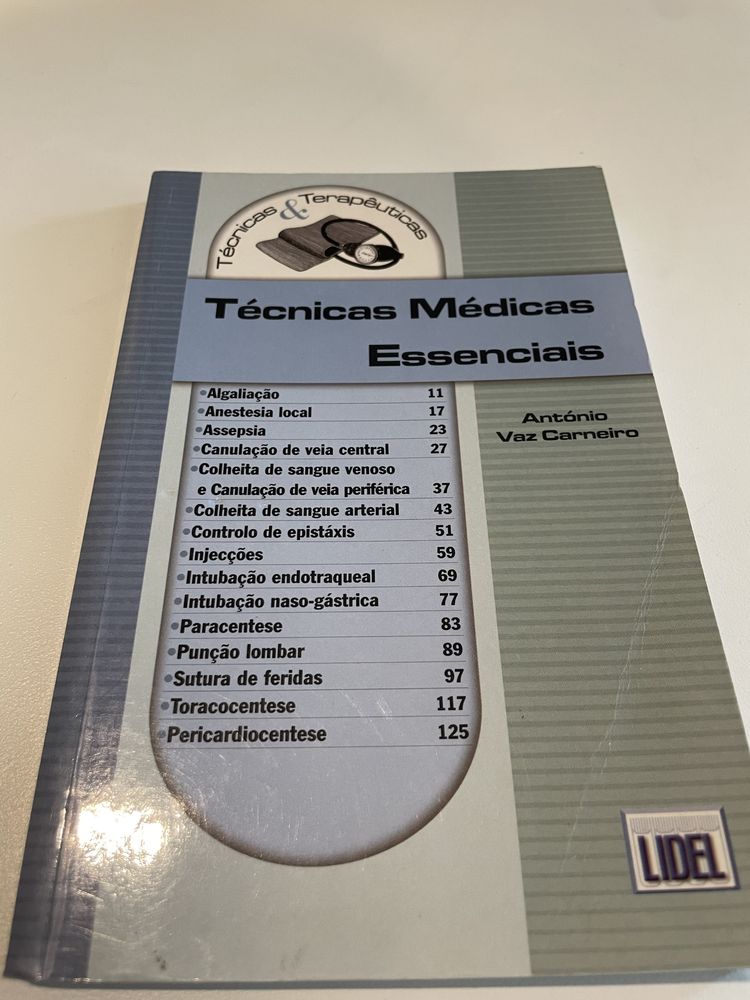 Técnicas & Terapêuticas
Técnicas Médicas
Essenciais
António
Vaz Carneiro
•Algaliação 11
•Anestesia local 17
•Assepsia 23
•Canulação de veia central 27
•Colheita de sangue venoso
e Canulação de veia periférica 37
•Colheita de sangue arterial 43
•Controlo de epistáxis 51
•Injecções 59
•Intubação endotraqueal 69
•Intubação naso-gástrica 77
•Paracentese 83
•Punção lombar 89
•Sutura de feridas 97
•Toracocentese 117
•Pericardiocentese 125
LIDEL